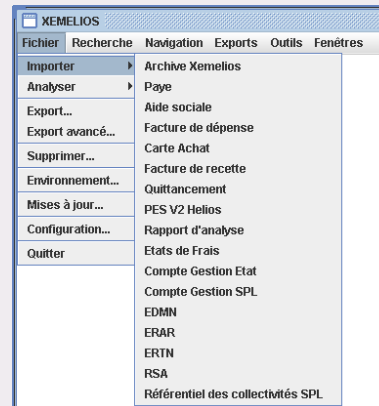 XEMELIOS
Fichier Recherche Navigation Exports Outils Fenêtres
Importer
Analyser
Export...
Export avancé...
Supprimer...
Environnement...
Mises à jour...
Configuration...
Quitter
Archive Xemelios
Paye
Aide sociale
Facture de dépense
Carte Achat
Facture de recette
Quittancement
PES V2 Helios
Rapport d'analyse
Etats de Frais
Compte Gestion Etat
Compte Gestion SPL
EDMN
ERAR
ERTN
RSA
Référentiel des collectivités SPL